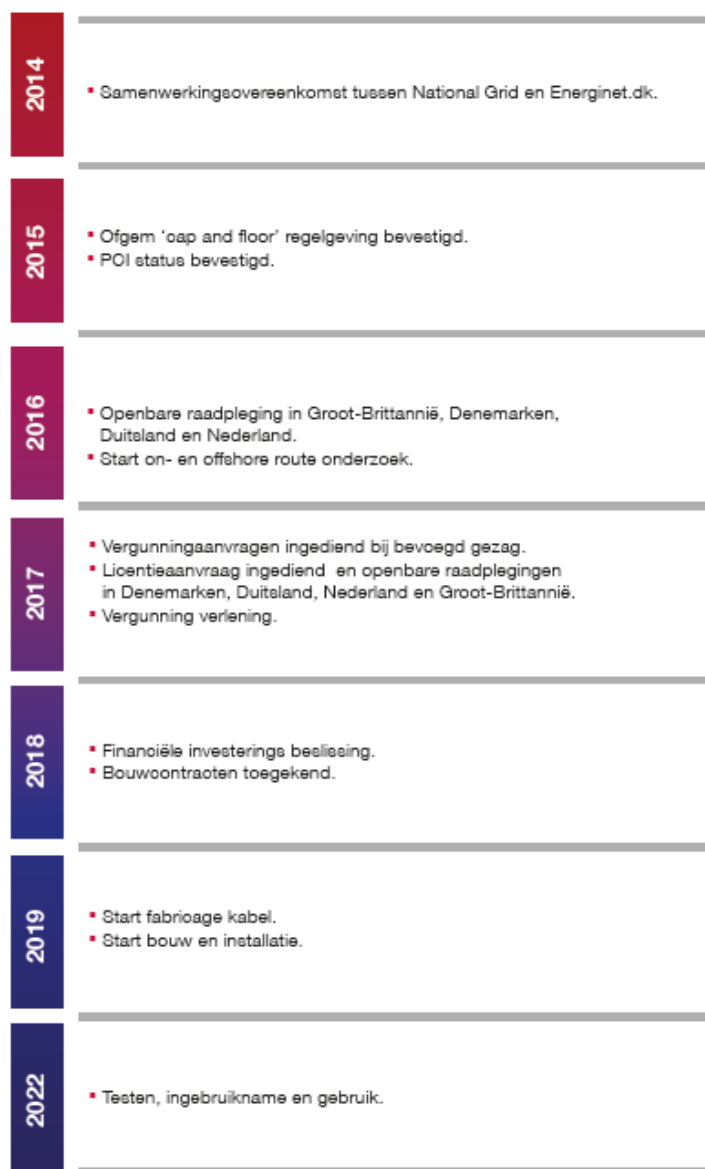 2014
▪ Samenwerkingsovereenkomst tussen National Grid en Energinet.dk.
2015
▪ Ofgem ‘cap and floor’ regelgeving bevestigd.
▪ PCI status bevestigd.
2016
▪ Openbare raadpleging in Groot-Brittannië, Denemarken,
Duitsland en Nederland.
▪ Start on- en offshore route onderzoek.
2017
▪ Vergunningaanvragen ingediend bij bevoegd gezag.
▪ Licentieaanvraag ingediend en openbare raadplegingen
in Denemarken, Duitsland, Nederland en Groot-Brittannië.
▪ Vergunning verlening.
2018
▪ Financiële investerings beslissing.
▪ Bouwcontracten toegekend.
2019
▪ Start fabricage kabel.
▪ Start bouw en installatie.
2022
▪ Testen, ingebruikname en gebruik.